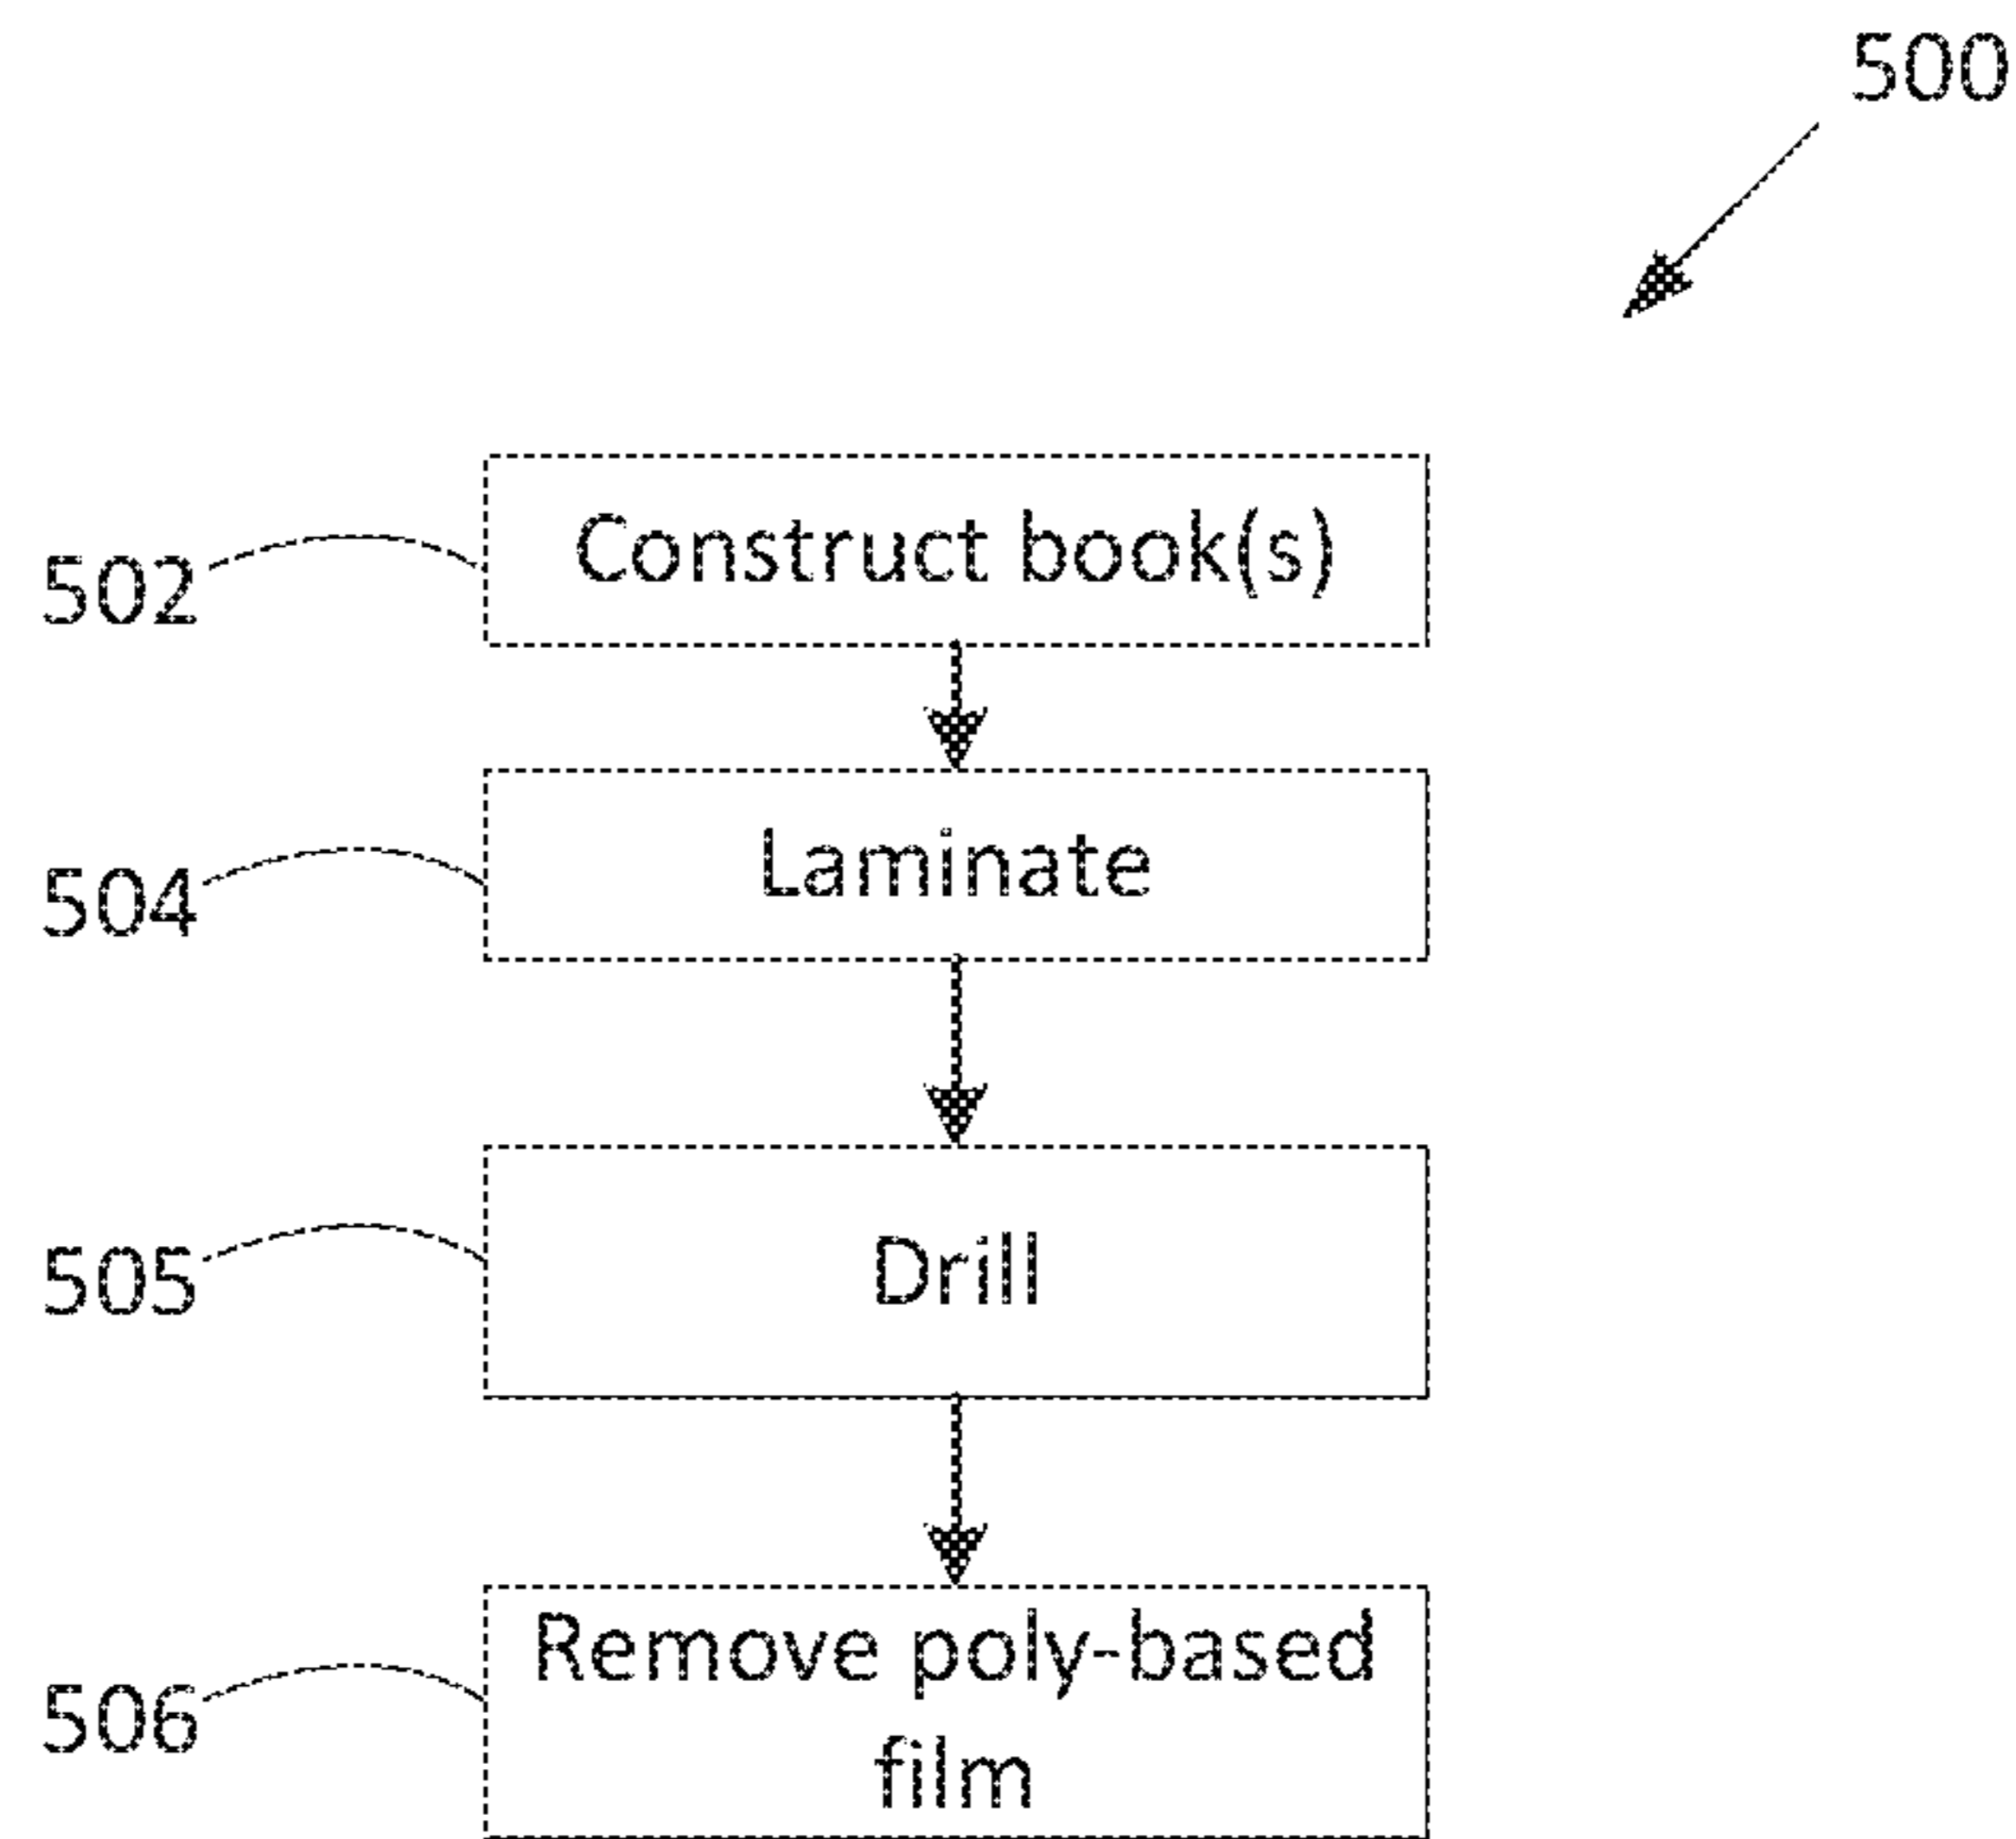 500
Construct book(s)
502
Laminate
504
Drill
505
Remove poly-based
film
506